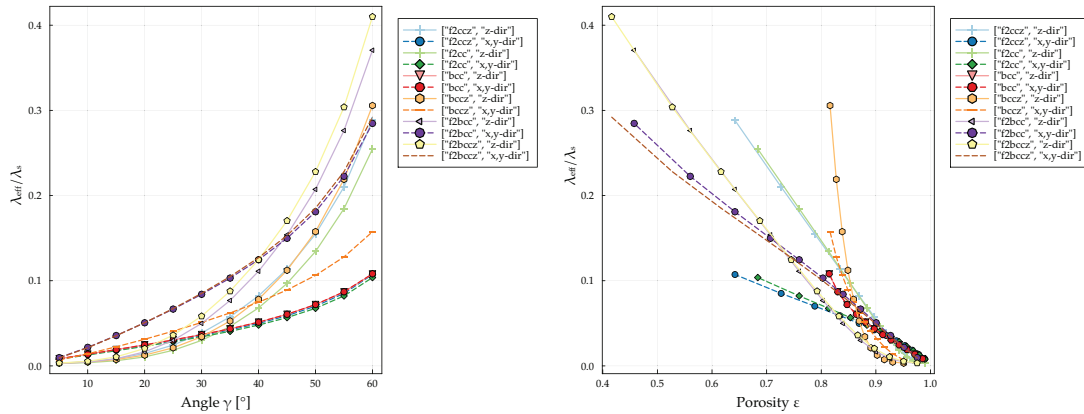 0.4
0.3
0.2
0.1
0.0
λeff/λs
10 20 30 40 50 60
Angle γ [°]
["f2ccz", "z-dir"]
["f2ccz", "x,y-dir"]
["f2cc", "z-dir"]
["f2cc", "x,y-dir"]
["bcc", "z-dir"]
["bcc", "x,y-dir"]
["bccz", "z-dir"]
["bccz", "x,y-dir"]
["f2bcc", "z-dir"]
["f2bcc", "x,y-dir"]
["f2bccz", "z-dir"]
["f2bccz", "x,y-dir"]
0.4
0.3
0.2
0.1
0.0
λeff/λs
0.4 0.5 0.6 0.7 0.8 0.9 1.0
Porosity ε
["f2ccz", "z-dir"]
["f2ccz", "x,y-dir"]
["f2cc", "z-dir"]
["f2cc", "x,y-dir"]
["bcc", "z-dir"]
["bcc", "x,y-dir"]
["bccz", "z-dir"]
["bccz", "x,y-dir"]
["f2bcc", "z-dir"]
["f2bcc", "x,y-dir"]
["f2bccz", "z-dir"]
["f2bccz", "x,y-dir"]